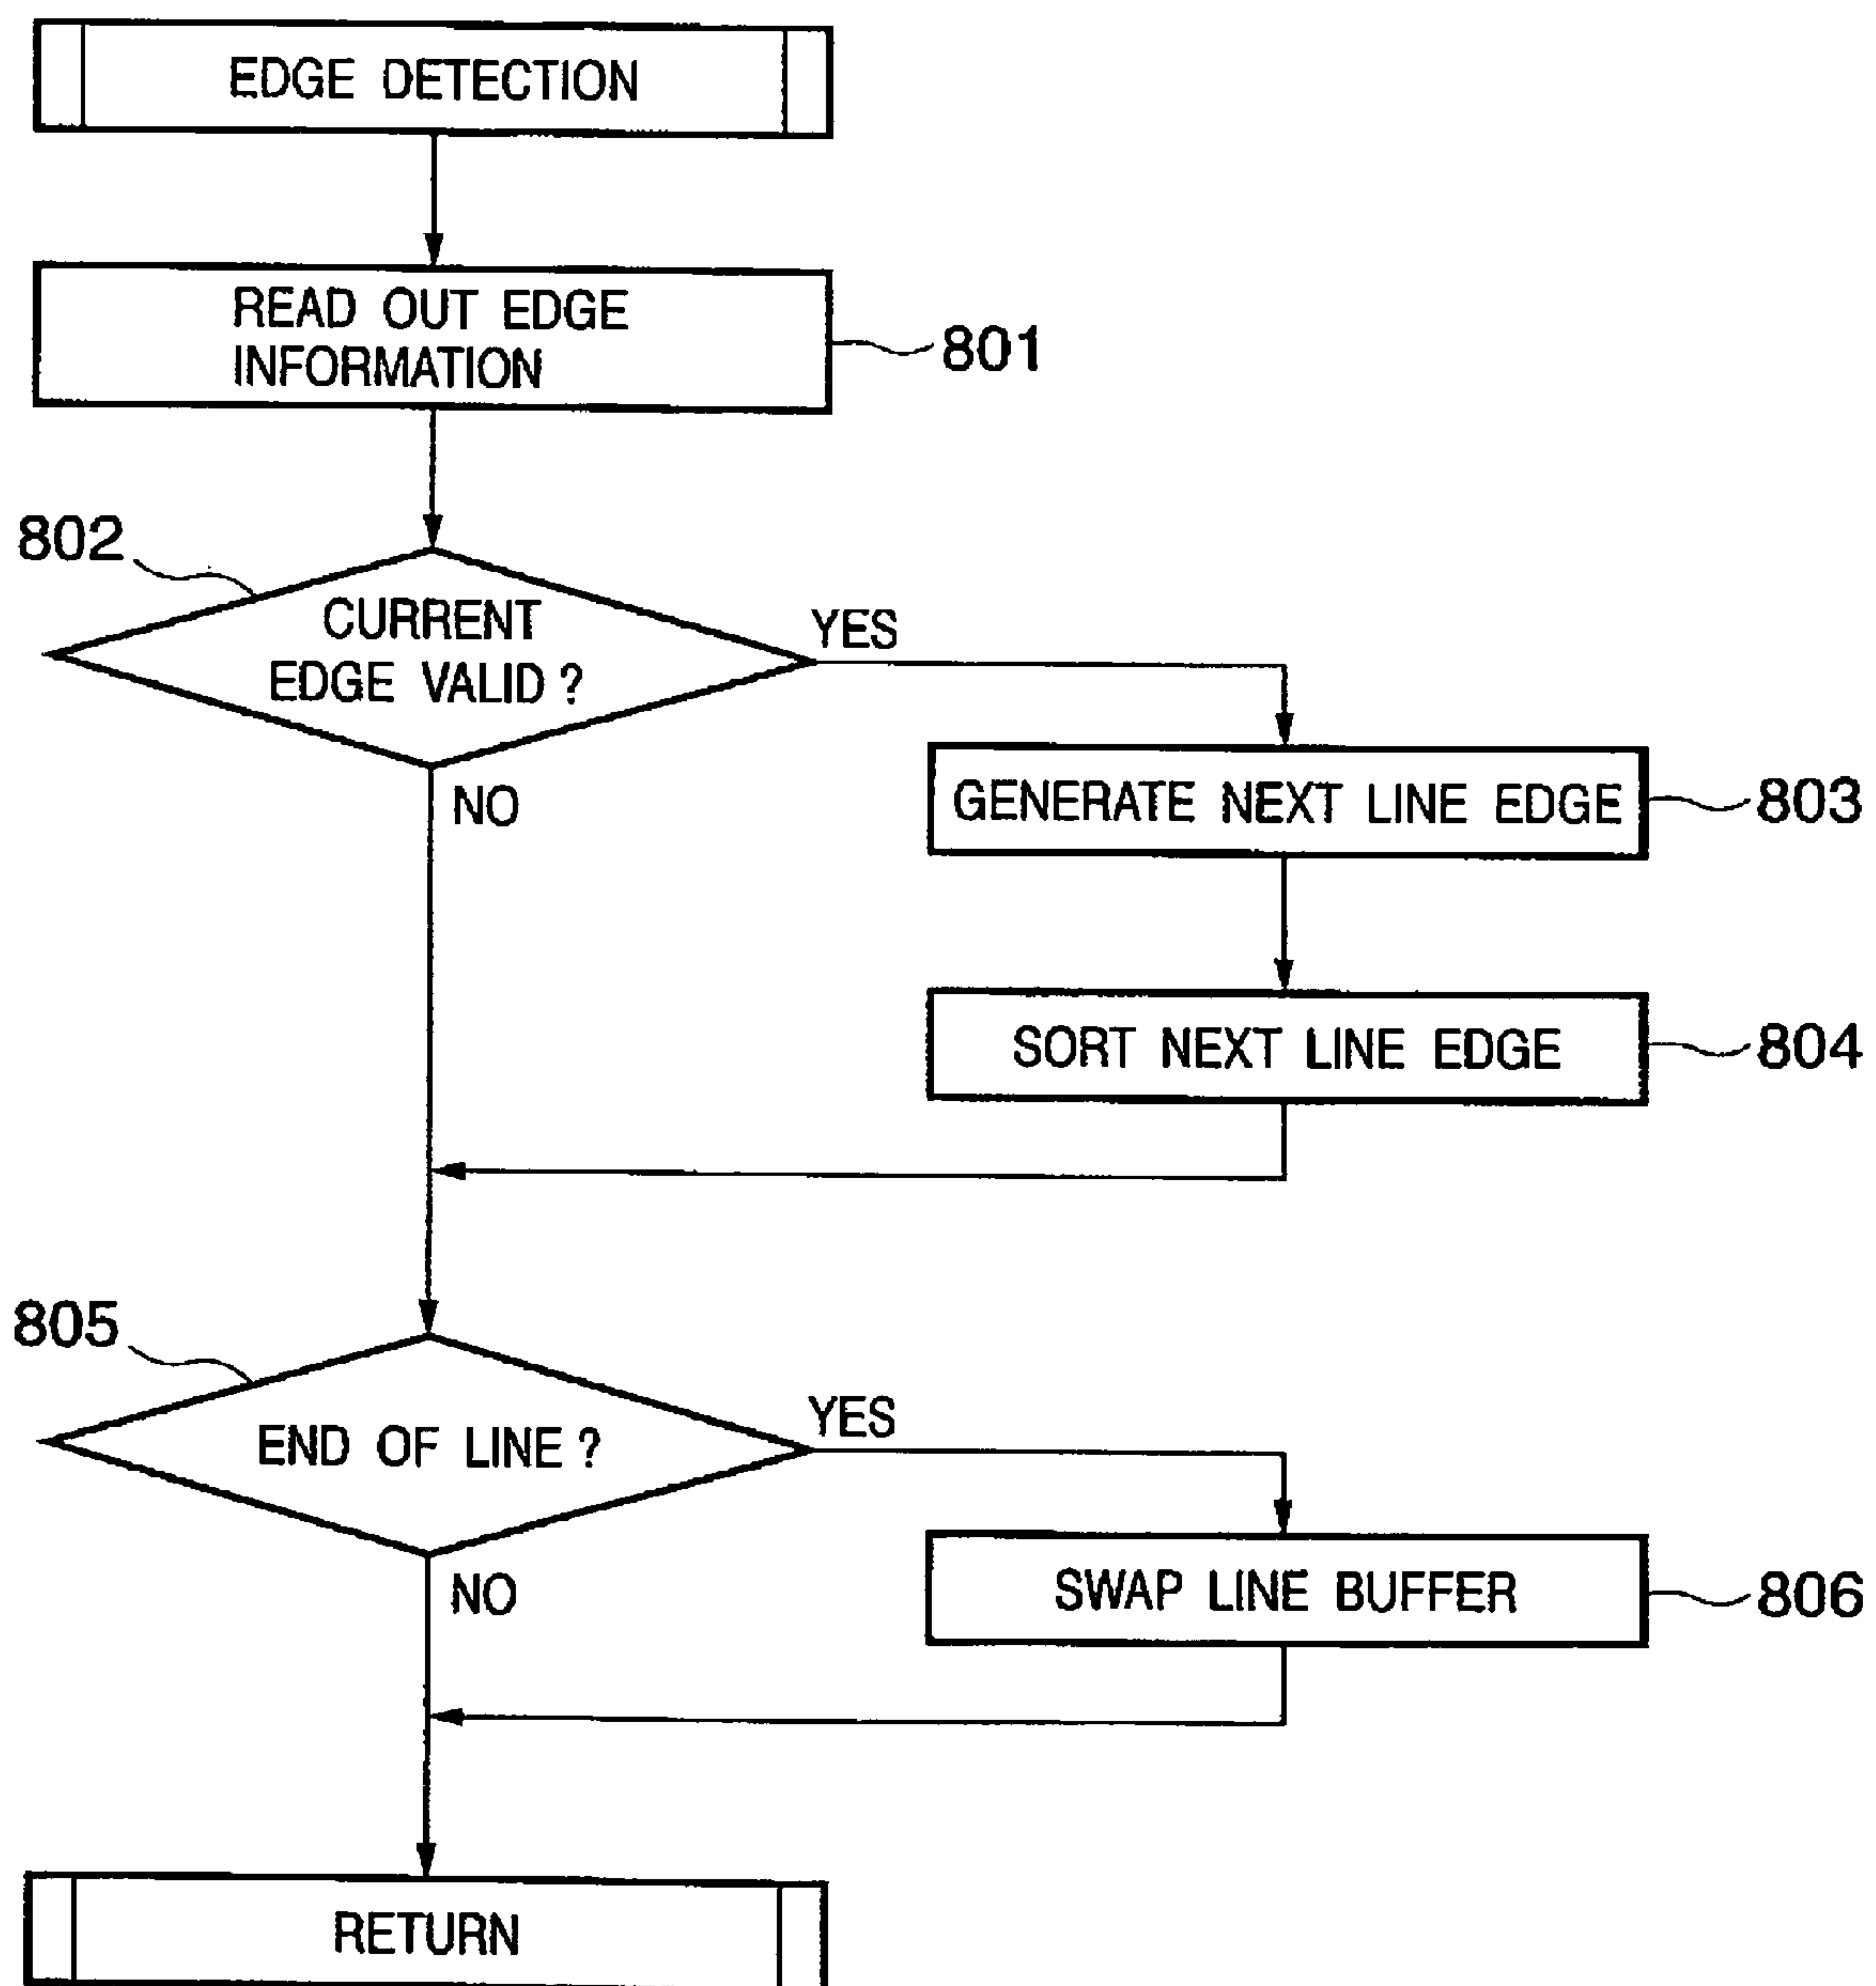 EDGE DETECTION
READ OUT EDGE
INFORMATION
801
802
CURRENT
EDGE VALID ?
YES
NO
GENERATE NEXT LINE EDGE
803
SORT NEXT LINE EDGE
804
805
END OF LINE ?
YES
NO
SWAP LINE BUFFER
806
RETURN